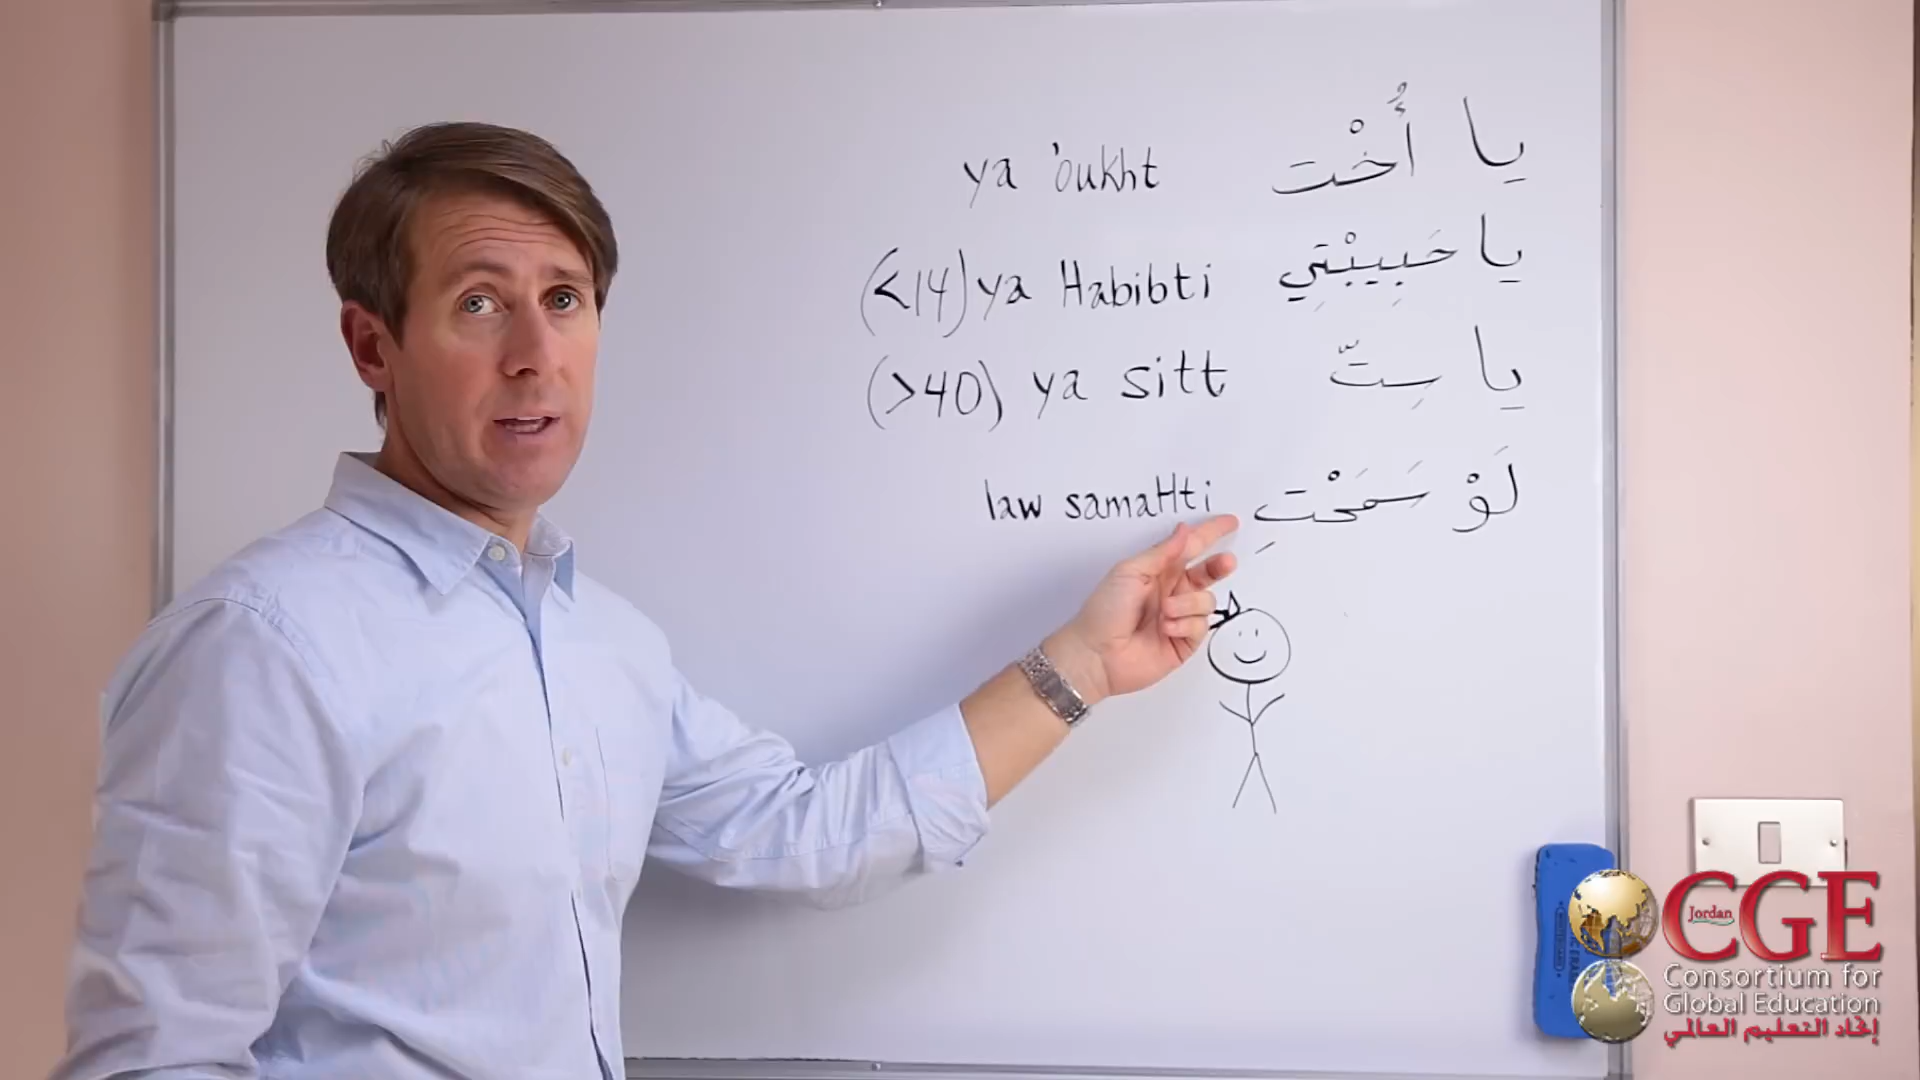 ya 'oukht يا أُخْت
(<14) ya Habibti يا حَبِيبْتِي
(>40) ya sitt يا سِتّ
law samaHti لَوْ سَمَحْتِ
Jordan
CGE
Consortium for
Global Education
إتحاد التعليم العالمي